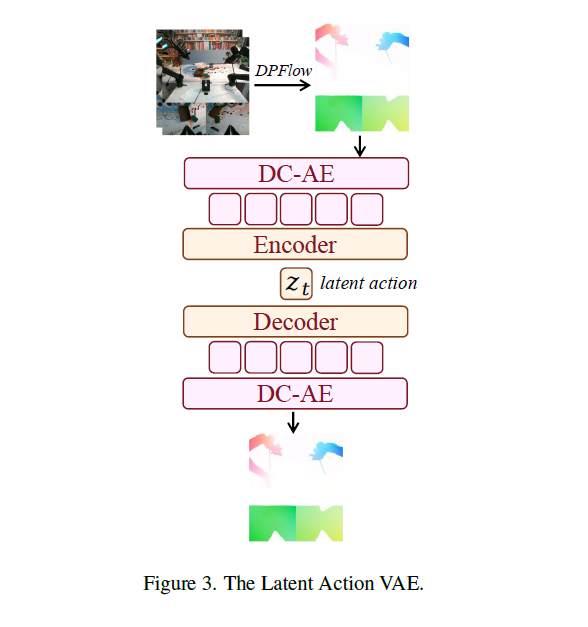 DPFlow
DC-AE
Encoder
z_t latent action
Decoder
DC-AE
Figure 3. The Latent Action VAE.